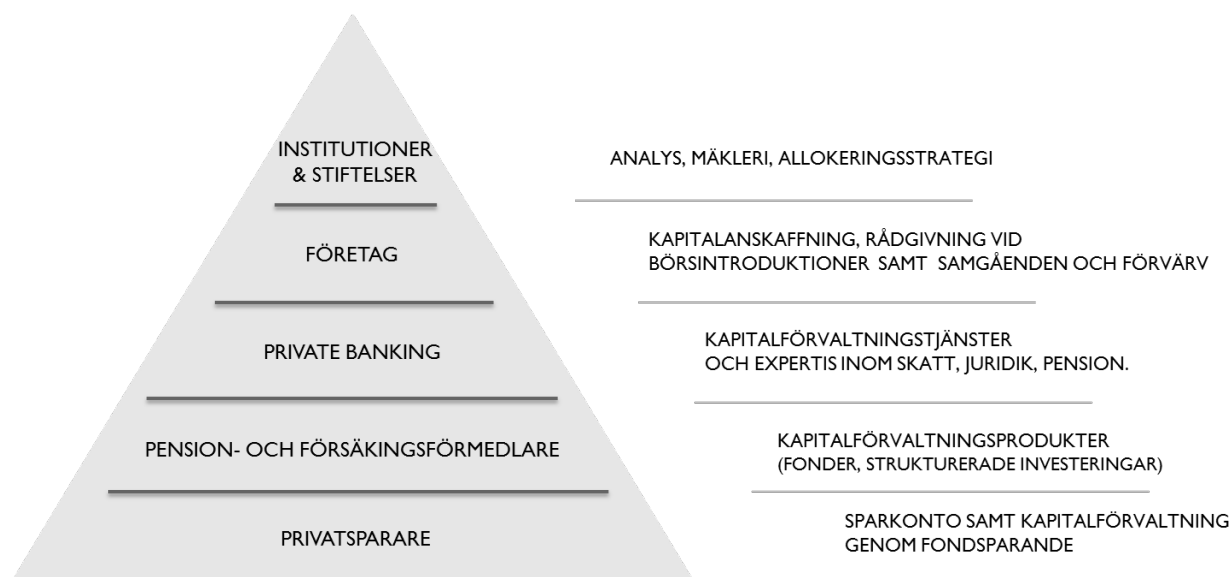 INSTITUTIONER
& STIFTELSER
ANALYS, MÄKLERI, ALLOKERINGSSTRATEGI
FÖRETAG
KAPITALANSKAFFNING, RÅDGIVNING VID
BÖRSINTRODUKTIONER SAMT SAMGÅENDEN OCH FÖRVÄRV
PRIVATE BANKING
KAPITALFÖRVALTNINGSTJÄNSTER
OCH EXPERTIS INOM SKATT, JURIDIK, PENSION.
PENSION- OCH FÖRSÄKINGSFÖRMEDLARE
KAPITALFÖRVALTNINGSPRODUKTER
(FONDER, STRUKTURERADE INVESTERINGAR)
PRIVATSPARARE
SPARKONTO SAMT KAPITALFÖRVALTNING
GENOM FONDSPARANDE